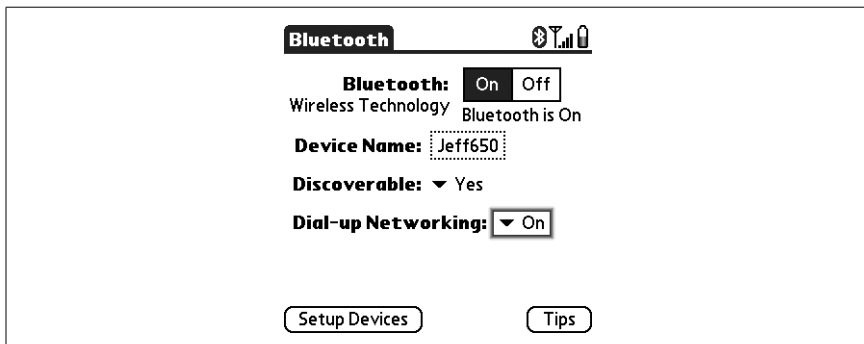 Bluetooth
Bluetooth: On Off
Wireless Technology Bluetooth is On
Device Name: Jeff650
Discoverable: Yes
Dial-up Networking: On
Setup Devices Tips